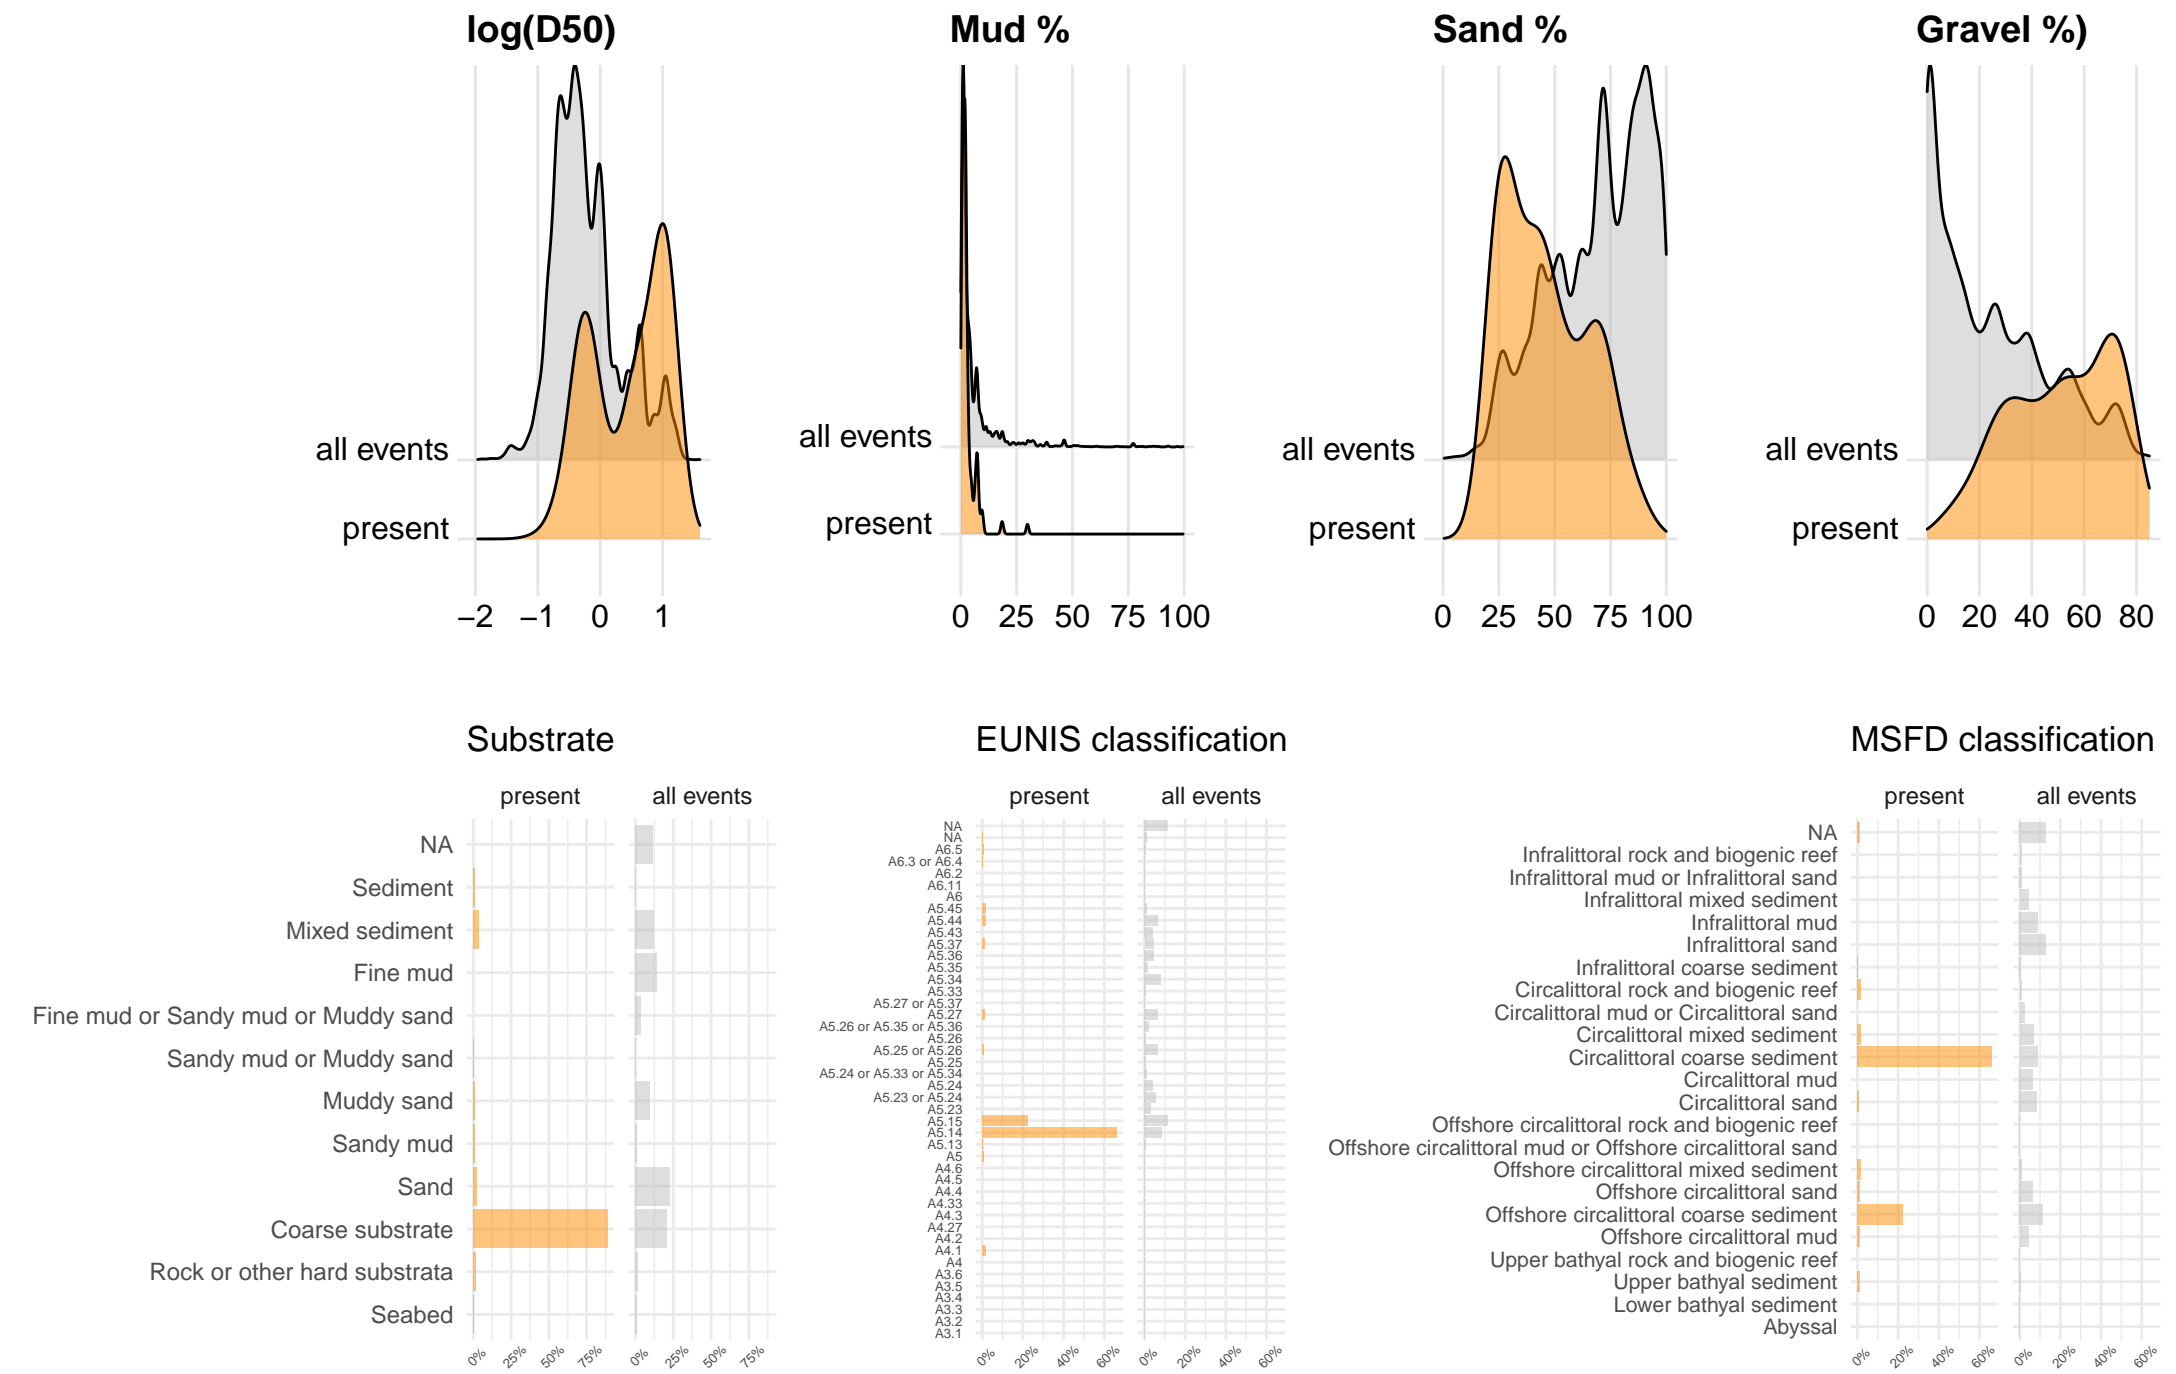 log(D50)
Mud %
Sand %
Gravel %)
all events
present
−2 −1 0 1
all events
present
0 25 50 75 100
all events
present
0 25 50 75 100
all events
present
0 20 40 60 80
Substrate
present all events
NA
Sediment
Mixed sediment
Fine mud
Fine mud or Sandy mud or Muddy sand
Sandy mud or Muddy sand
Muddy sand
Sandy mud
Sand
Coarse substrate
Rock or other hard substrata
Seabed
0% 25% 50% 75% 0% 25% 50% 75%
EUNIS classification
present all events
NA
NA
A6.5
A6.3 or A6.4
A6.2
A6.11
A6
A5.45
A5.44
A5.43
A5.37
A5.36
A5.35
A5.34
A5.33
A5.27 or A5.37
A5.27
A5.26 or A5.35 or A5.36
A5.26
A5.25 or A5.26
A5.25
A5.24 or A5.33 or A5.34
A5.24
A5.23 or A5.24
A5.23
A5.15
A5.14
A5.13
A5
A4.6
A4.5
A4.4
A4.33
A4.3
A4.27
A4.2
A4.1
A4
A3.6
A3.5
A3.4
A3.3
A3.2
A3.1
0% 20% 40% 60% 0% 20% 40% 60%
MSFD classification
present all events
NA
Infralittoral rock and biogenic reef
Infralittoral mud or Infralittoral sand
Infralittoral mixed sediment
Infralittoral mud
Infralittoral sand
Infralittoral coarse sediment
Circalittoral rock and biogenic reef
Circalittoral mud or Circalittoral sand
Circalittoral mixed sediment
Circalittoral coarse sediment
Circalittoral mud
Circalittoral sand
Offshore circalittoral rock and biogenic reef
Offshore circalittoral mud or Offshore circalittoral sand
Offshore circalittoral mixed sediment
Offshore circalittoral sand
Offshore circalittoral coarse sediment
Offshore circalittoral mud
Upper bathyal rock and biogenic reef
Upper bathyal sediment
Lower bathyal sediment
Abyssal
0% 20% 40% 60% 0% 20% 40% 60%